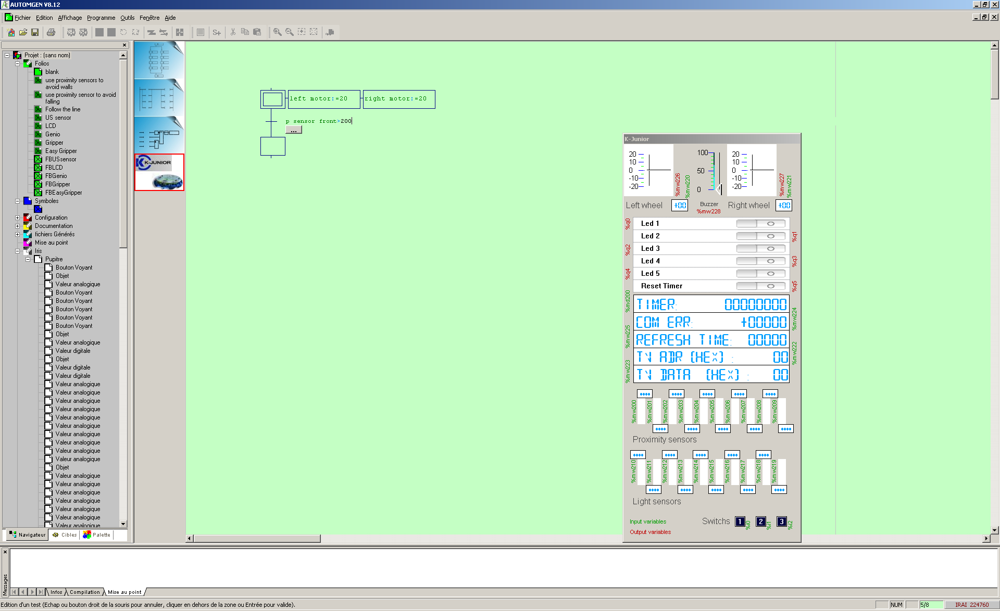 AUTOMGEN V8.12
Fichier Edition Affichage Programme Outils Fenêtre Aide
Projet : (sans nom)
Folios
blank
use proximity sensors to
avoid walls
use proximity sensor to avoid
falling
Follow the line
US sensor
LCD
Genio
Gripper
Easy Gripper
FBUSsensor
FBLCD
FBGenio
FBGripper
FBEasyGripper
Symboles
Configuration
Documentation
fichiers Générés
Mise au point
Iris
Pupitre
Bouton Voyant
Objet
Valeur analogique
Bouton Voyant
Bouton Voyant
Bouton Voyant
Bouton Voyant
Bouton Voyant
Objet
Valeur analogique
Valeur digitale
Objet
Valeur digitale
Valeur digitale
Valeur analogique
Valeur analogique
Valeur analogique
Valeur analogique
Valeur analogique
Valeur analogique
Valeur analogique
Valeur analogique
Valeur analogique
Valeur analogique
Objet
Valeur analogique
Valeur analogique
Valeur analogique
Valeur analogique
Valeur analogique
Valeur analogique
Valeur analogique
Navigateur Cibles Palette
K-JUNIOR
left motor:=20 right motor:=20
p sensor front>200
...
K-Junior
20 100 20
10 10
0 50 0
-10 -10
-20 0 -20
%mw226 %mw220 %mw227 %mw221
Left wheel +00 Buzzer Right wheel +00
%mw228
%q0 Led 1
Led 2 %q1
%q2 Led 3
Led 4 %q3
%q4 Led 5
Reset Timer %q5
%md200 TIMER: 00000000
COM ERR: +00000 %mw224
%mw225 REFRESH TIME: 00000
TV ADR (HEX) : 00 %mw222
%mw223 TV DATA (HEX) : 00
%mw200 %mw201 %mw202 %mw203 %mw204 %mw205 %mw206 %mw207 %mw208 %mw209
Proximity sensors
%mw210 %mw211 %mw212 %mw213 %mw214 %mw215 %mw216 %mw217 %mw218 %mw219
Light sensors
Input variables Switchs 1 %i0 2 %i1 3 %i2
Output variables
Messages
Infos Compilation Mise au point
Edition d'un test (Echap ou bouton droit de la souris pour annuler, cliquer en dehors de la zone ou Entrée pour valide). NUM 5/8 IRAI 224760